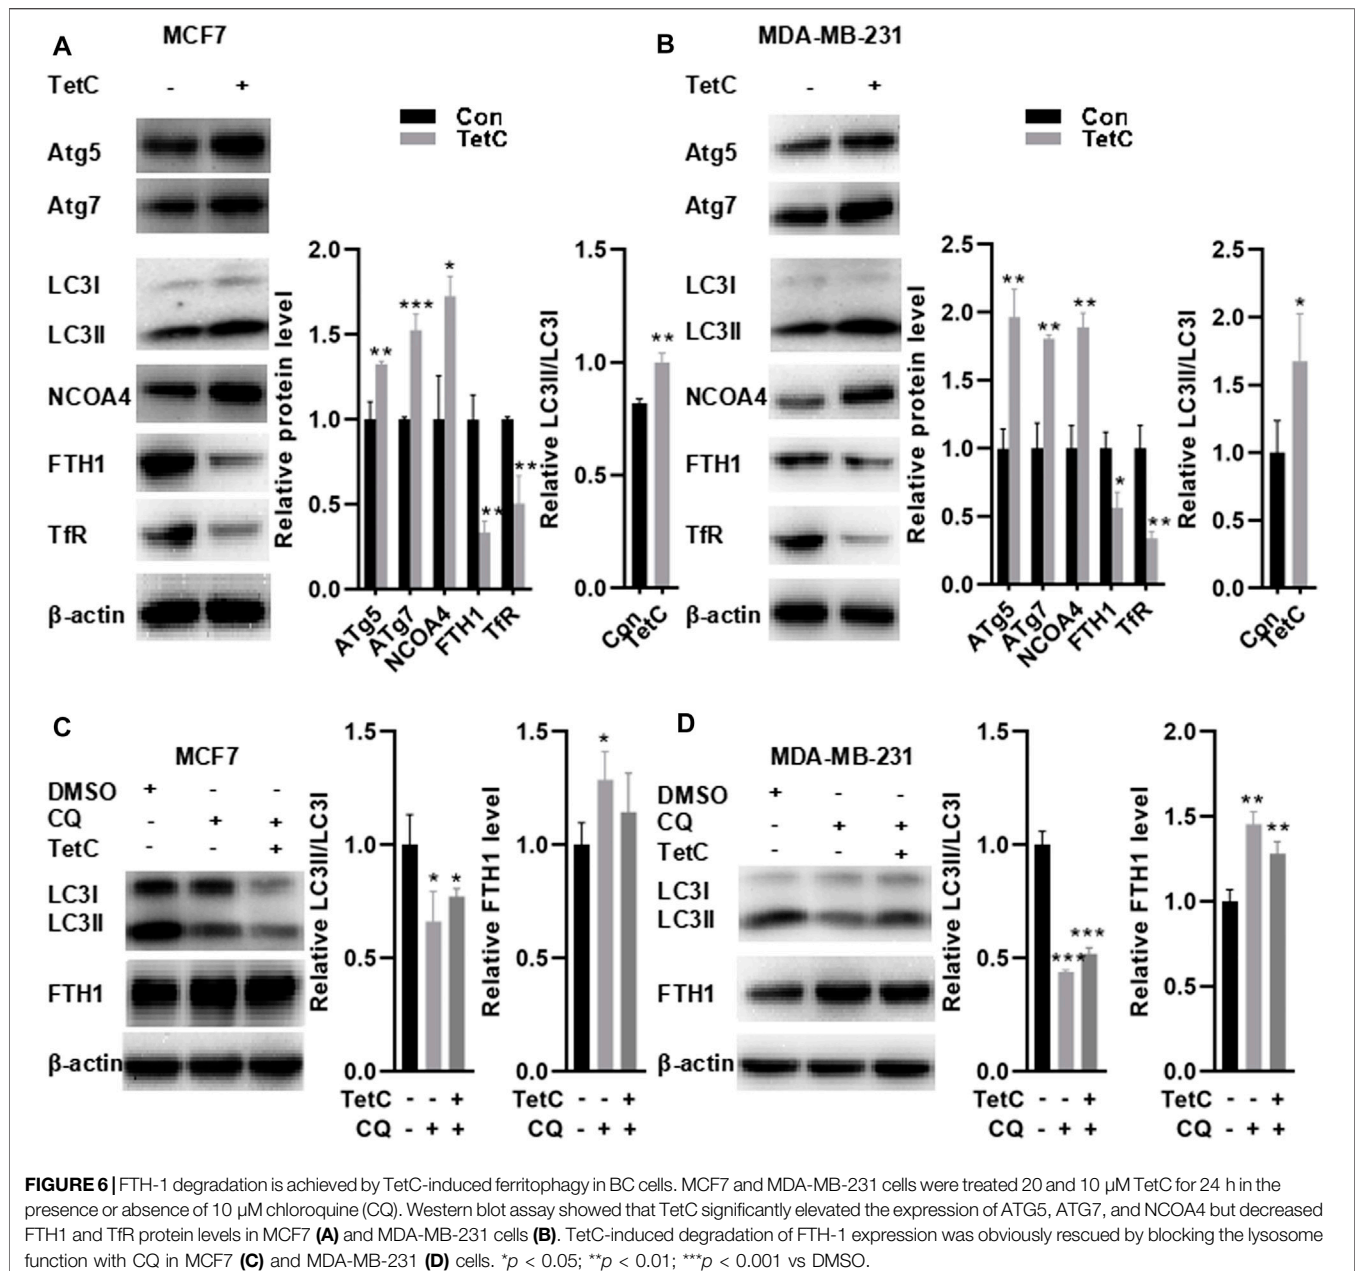 A
MCF7
TetC - +
Con
TetC
Atg5
Atg7
LC3I
LC3II
NCOA4
FTH1
TfR
β-actin
Relative protein level
2.0
1.5
1.0
0.5
0.0
** *** * ** **
ATg5 ATg7 NCOA4 FTH1 TfR
Relative LC3II/LC3I
1.5
1.0
0.5
0.0
**
Con TetC
B
MDA-MB-231
TetC - +
Con
TetC
Atg5
Atg7
LC3I
LC3II
NCOA4
FTH1
TfR
β-actin
Relative protein level
2.5
2.0
1.5
1.0
0.5
0.0
** ** ** * **
ATg5 ATg7 NCOA4 FTH1 TfR
Relative LC3II/LC3I
2.5
2.0
1.5
1.0
0.5
0.0
*
Con TetC
C
MCF7
DMSO + - -
CQ - + +
TetC - - +
LC3I
LC3II
FTH1
β-actin
Relative LC3II/LC3I
1.5
1.0
0.5
0.0
* *
TetC - - +
CQ - + +
Relative FTH1 level
1.5
1.0
0.5
0.0
*
TetC - - +
CQ - + +
D
MDA-MB-231
DMSO + - -
CQ - + +
TetC - - +
LC3I
LC3II
FTH1
β-actin
Relative LC3II/LC3I
1.5
1.0
0.5
0.0
*** ***
TetC - - +
CQ - + +
Relative FTH1 level
2.0
1.5
1.0
0.5
0.0
** **
TetC - - +
CQ - + +
FIGURE 6 | FTH-1 degradation is achieved by TetC-induced ferritophagy in BC cells. MCF7 and MDA-MB-231 cells were treated 20 and 10 μM TetC for 24 h in the
presence or absence of 10 μM chloroquine (CQ). Western blot assay showed that TetC significantly elevated the expression of ATG5, ATG7, and NCOA4 but decreased
FTH1 and TfR protein levels in MCF7 (A) and MDA-MB-231 cells (B). TetC-induced degradation of FTH-1 expression was obviously rescued by blocking the lysosome
function with CQ in MCF7 (C) and MDA-MB-231 (D) cells. *p < 0.05; **p < 0.01; ***p < 0.001 vs DMSO.